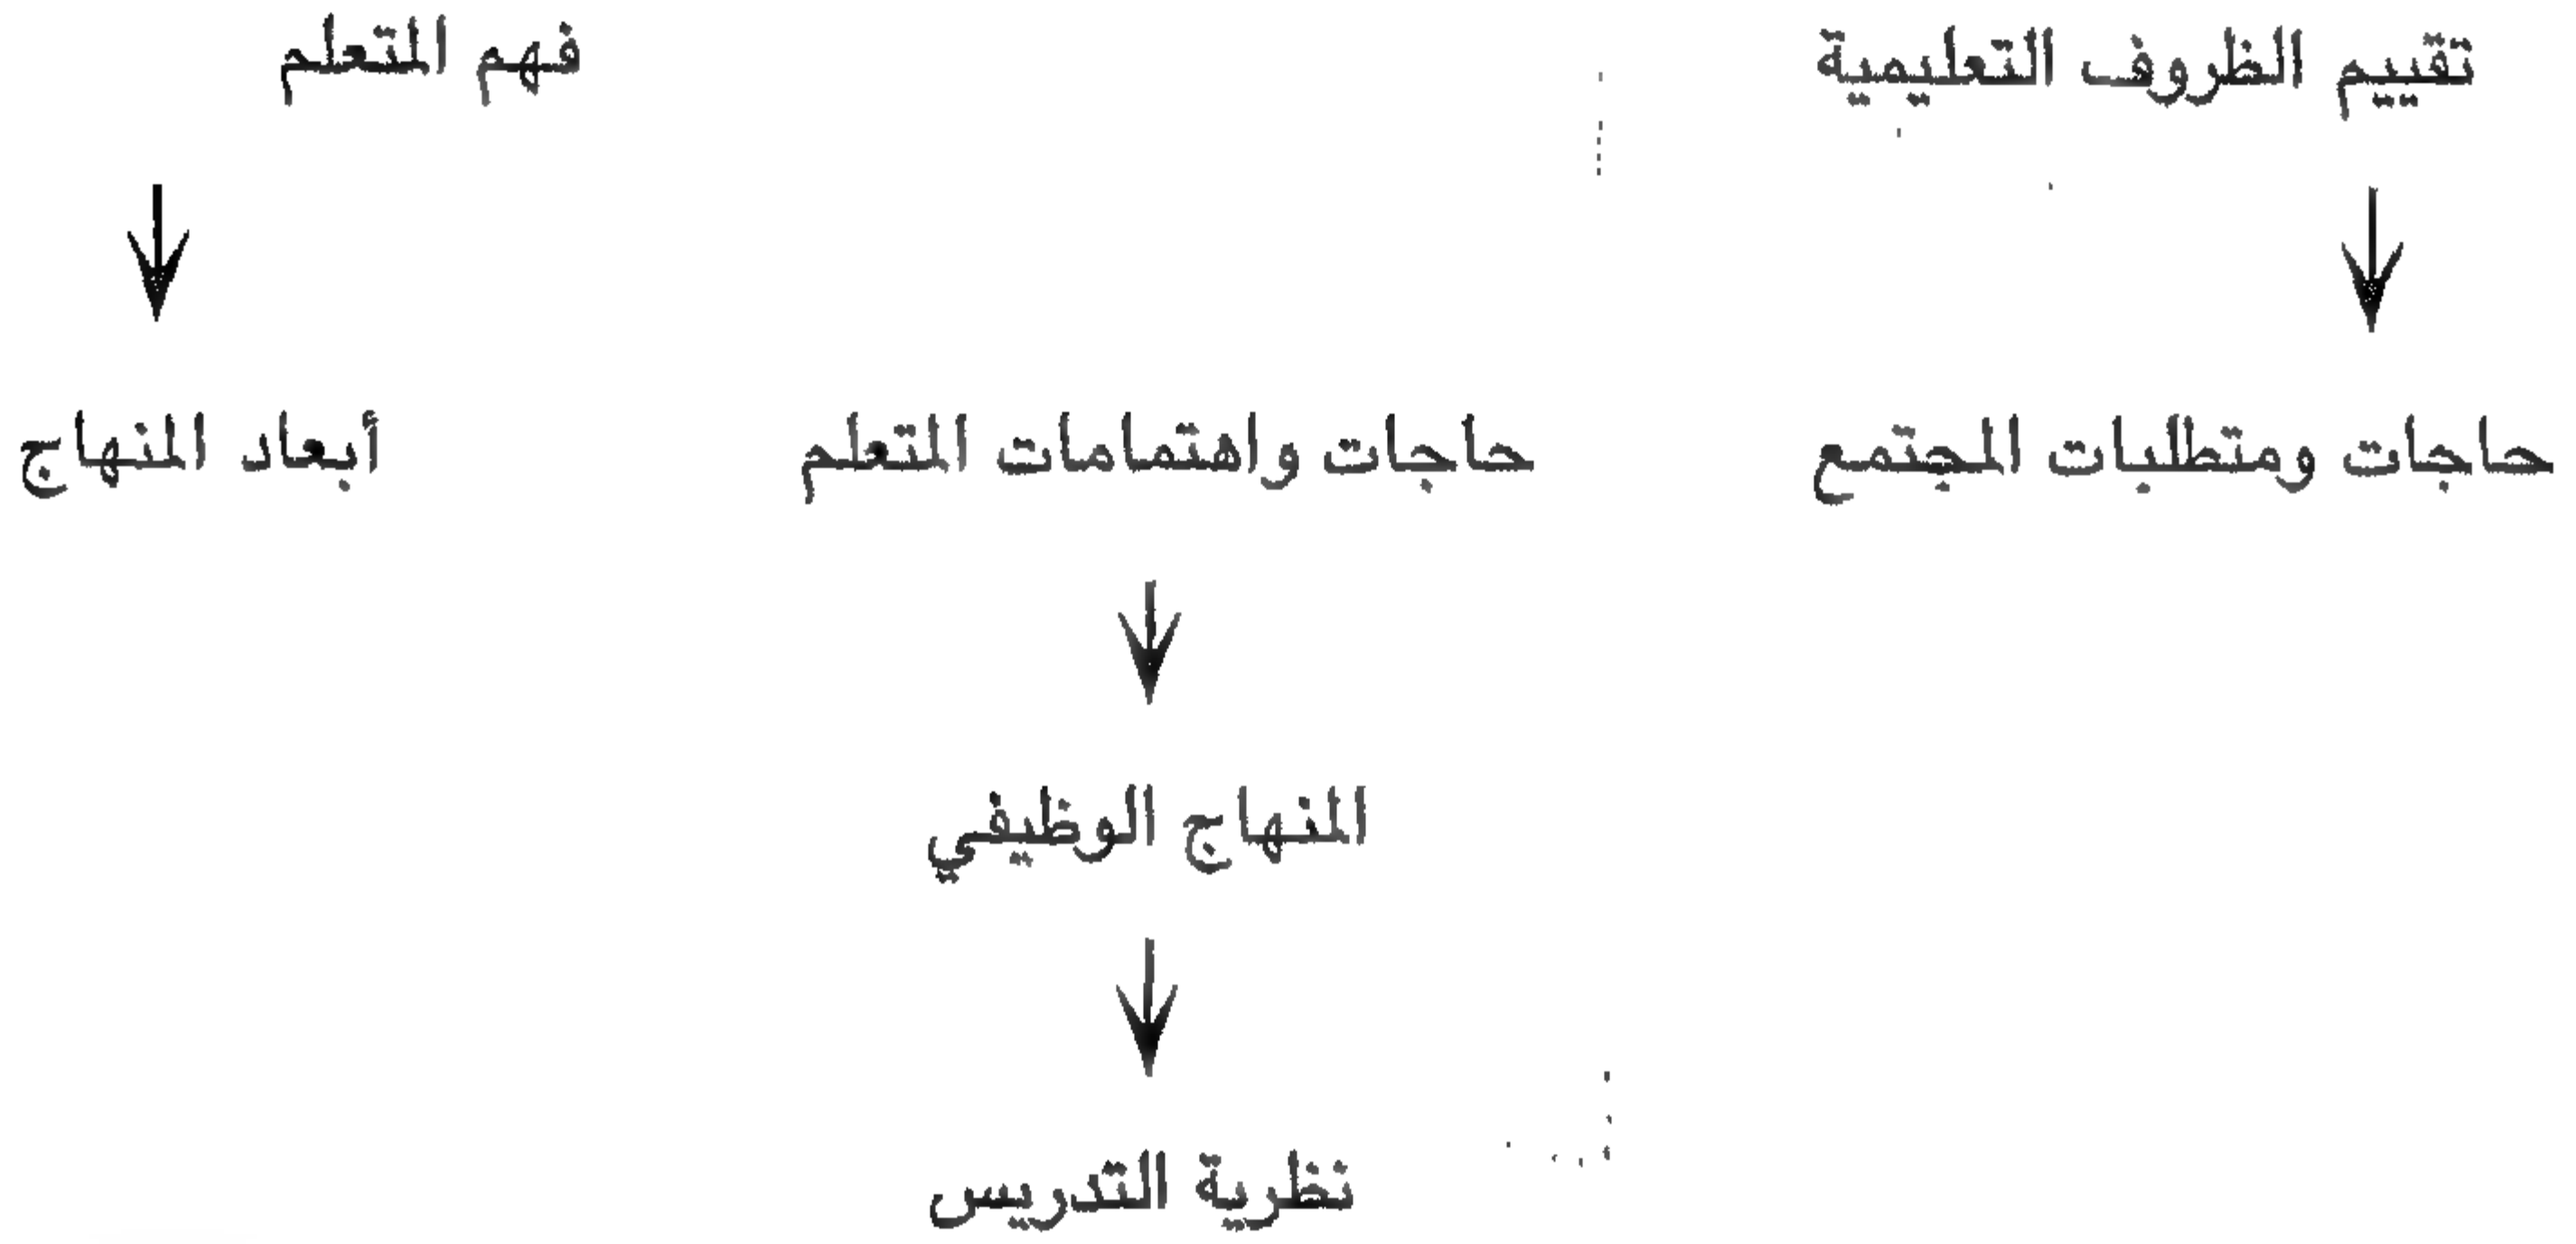 تقييم الظروف التعليمية
فهم المتعلم
حاجات ومتطلبات المجتمع
حاجات واهتمامات المتعلم
أبعاد المنهاج
المنهاج الوظيفي
نظرية التدريس